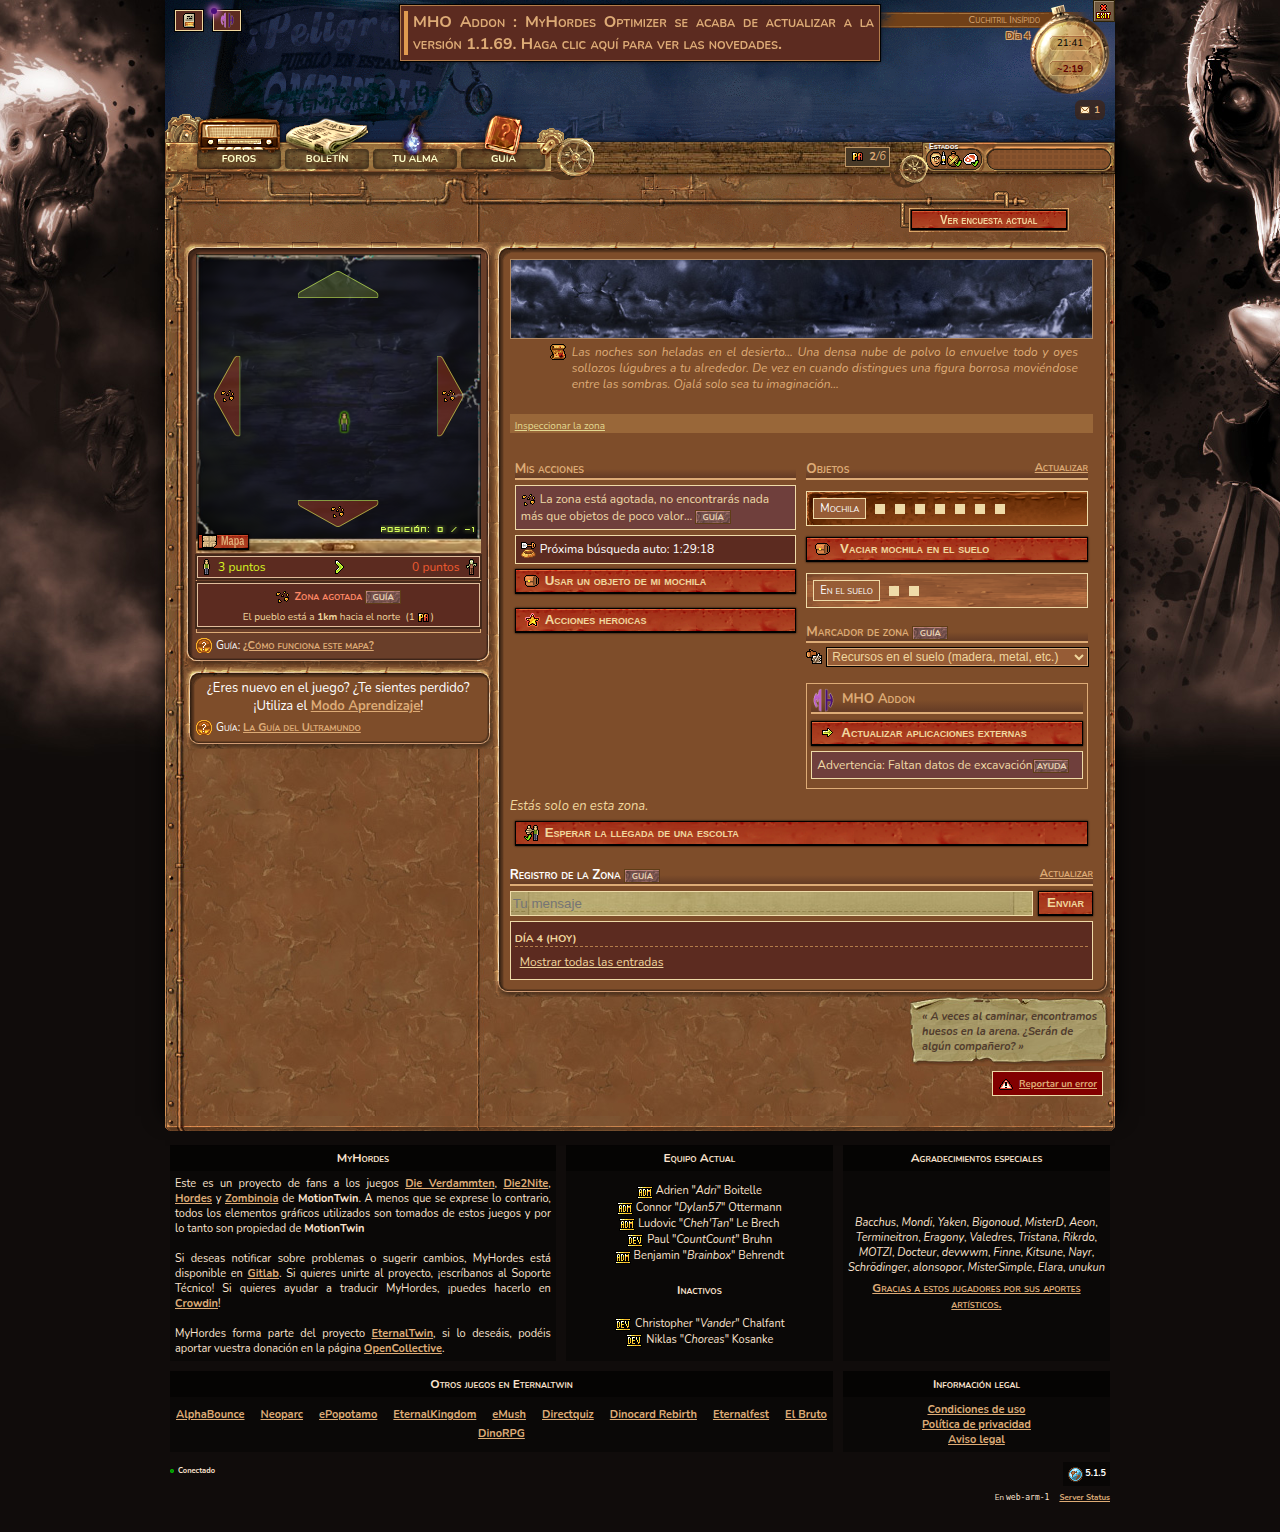 MHO Addon : MyHordes Optimizer se acaba de actualizar a la
versión 1.1.69. Haga clic aquí para ver las novedades.
Cuchitril Insípido
EXIT
Día 4
21:41
~2:19
1
FOROS
BOLETÍN
TU ALMA
GUIA
2/6
Estados
Ver encuesta actual
Las noches son heladas en el desierto... Una densa nube de polvo lo envuelve todo y oyes
sollozos lúgubres a tu alrededor. De vez en cuando distingues una figura borrosa moviéndose
entre las sombras. Ojalá solo sea tu imaginación...
Inspeccionar la zona
POSICIÓN: 0 / -1
Mapa
3 puntos
0 puntos
Zona agotada GUÍA
El pueblo está a 1km hacia el norte (1 PA)
Guía: ¿Cómo funciona este mapa?
¿Eres nuevo en el juego? ¿Te sientes perdido?
¡Utiliza el Modo Aprendizaje!
Guía: La Guía del Ultramundo
Mis acciones
La zona está agotada, no encontrarás nada
más que objetos de poco valor... GUÍA
Próxima búsqueda auto: 1:29:18
Usar un objeto de mi mochila
Acciones heroicas
Objetos
Actualizar
Mochila
Vaciar mochila en el suelo
En el suelo
Marcador de zona GUÍA
Recursos en el suelo (madera, metal, etc.)
MHO Addon
Actualizar aplicaciones externas
Advertencia: Faltan datos de excavación AYUDA
Estás solo en esta zona.
Esperar la llegada de una escolta
Registro de la Zona GUÍA
Actualizar
Tu mensaje
Enviar
DÍA 4 (HOY)
Mostrar todas las entradas
« A veces al caminar, encontramos
huesos en la arena. ¿Serán de
algún compañero? »
Reportar un error
MyHordes
Este es un proyecto de fans a los juegos Die Verdammten, Die2Nite,
Hordes y Zombinoia de MotionTwin. A menos que se exprese lo contrario,
todos los elementos gráficos utilizados son tomados de estos juegos y por
lo tanto son propiedad de MotionTwin
Si deseas notificar sobre problemas o sugerir cambios, MyHordes está
disponible en Gitlab. Si quieres unirte al proyecto, ¡escríbanos al Soporte
Técnico! Si quieres ayudar a traducir MyHordes, ¡puedes hacerlo en
Crowdin!
MyHordes forma parte del proyecto EternalTwin, si lo deseáis, podéis
aportar vuestra donación en la página OpenCollective.
Equipo Actual
ADM Adrien "Adri" Boitelle
ADM Connor "Dylan57" Ottermann
ADM Ludovic "Cheh'Tan" Le Brech
DEV Paul "CountCount" Bruhn
ADM Benjamin "Brainbox" Behrendt
Inactivos
DEV Christopher "Vander" Chalfant
DEV Niklas "Choreas" Kosanke
Agradecimientos especiales
Bacchus, Mondi, Yaken, Bigonoud, MisterD, Aeon,
Termineitron, Eragony, Valedres, Tristana, Rikrdo,
MOTZI, Docteur, devwwm, Finne, Kitsune, Nayr,
Schrödinger, alonsopor, MisterSimple, Elara, unukun
Gracias a estos jugadores por sus aportes
artísticos.
Otros juegos en Eternaltwin
AlphaBounce Neoparc ePopotamo EternalKingdom eMush Directquiz Dinocard Rebirth Eternalfest El Bruto
DinoRPG
Información legal
Condiciones de uso
Política de privacidad
Aviso legal
Conectado
5.1.5
En web-arm-1 Server Status